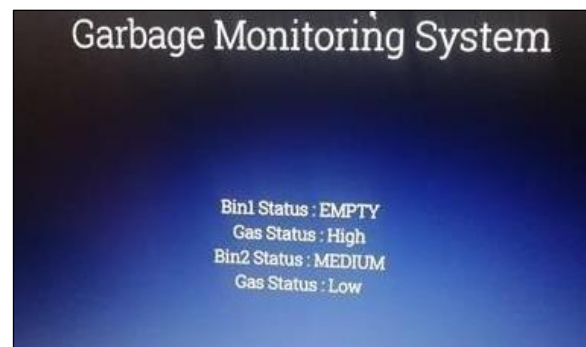 Garbage Monitoring System
Bin1 Status : EMPTY
Gas Status : High
Bin2 Status : MEDIUM
Gas Status : Low